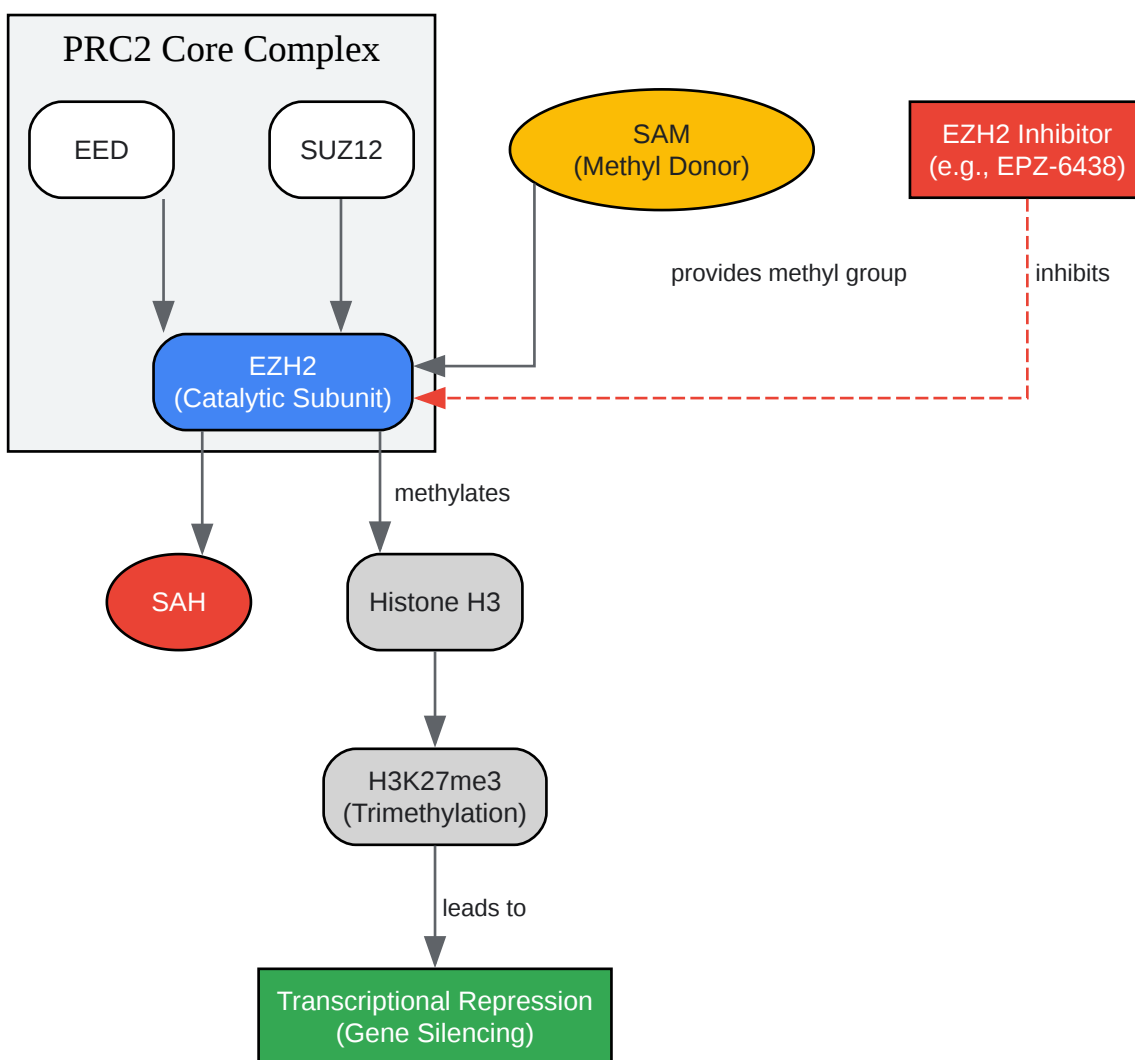 PRC2 Core Complex
EED
SUZ12
SAM
(Methyl Donor)
EZH2 Inhibitor
(e.g., EPZ-6438)
provides methyl group
inhibits
EZH2
(Catalytic Subunit)
methylates
SAH
Histone H3
H3K27me3
(Trimethylation)
leads to
Transcriptional Repression
(Gene Silencing)